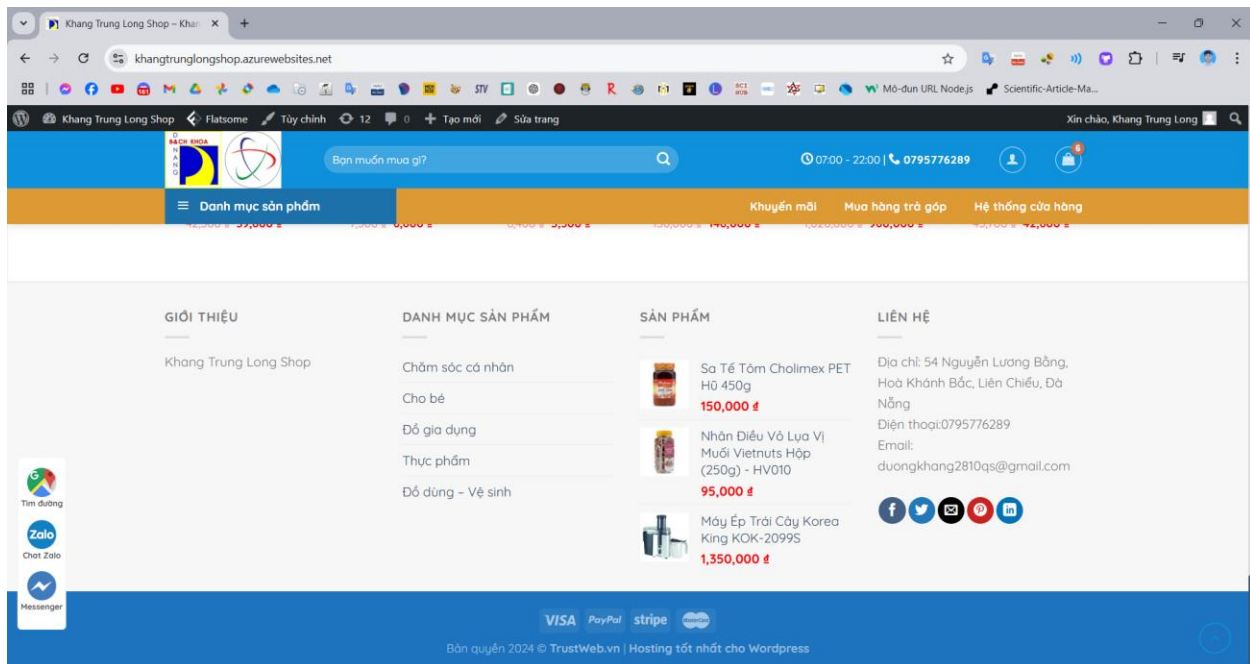 Khang Trung Long Shop – Khan
khangtrunglongshop.azurewebsites.net
Mô-đun URL Node.js
Scientific-Article-Ma...
Khang Trung Long Shop
Flatsome
Tùy chỉnh
12
0
Tạo mới
Sửa trang
Xin chào, Khang Trung Long
BÁCH KHOA
Bạn muốn mua gì?
07:00 - 22:00 | 0795776289
6
Danh mục sản phẩm
Khuyến mãi
Mua hàng trả góp
Hệ thống cửa hàng
GIỚI THIỆU
Khang Trung Long Shop
DANH MỤC SẢN PHẨM
Chăm sóc cá nhân
Cho bé
Đồ gia dụng
Thực phẩm
Đồ dùng – Vệ sinh
SẢN PHẨM
Sa Tế Tôm Cholimex PET
Hũ 450g
150,000 ₫
Nhân Điều Vỏ Lụa Vị
Muối Vietnuts Hộp
(250g) - HV010
95,000 ₫
Máy Ép Trái Cây Korea
King KOK-2099S
1,350,000 ₫
LIÊN HỆ
Địa chỉ: 54 Nguyễn Lương Bằng,
Hoà Khánh Bắc, Liên Chiểu, Đà
Nẵng
Điện thoại:0795776289
Email:
duongkhang2810qs@gmail.com
Tìm đường
Zalo
Chat Zalo
Messenger
VISA
PayPal
stripe
Bản quyền 2024 © TrustWeb.vn | Hosting tốt nhất cho Wordpress